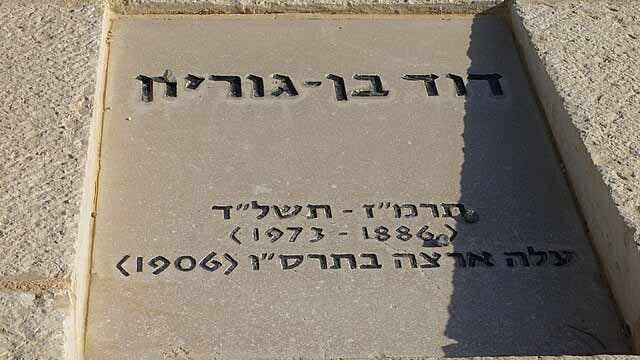 דוד בן-גוריון
תרמ"ז - תשל"ד
(1886 - 1973)
עלה ארצה בתרס"ו (1906)